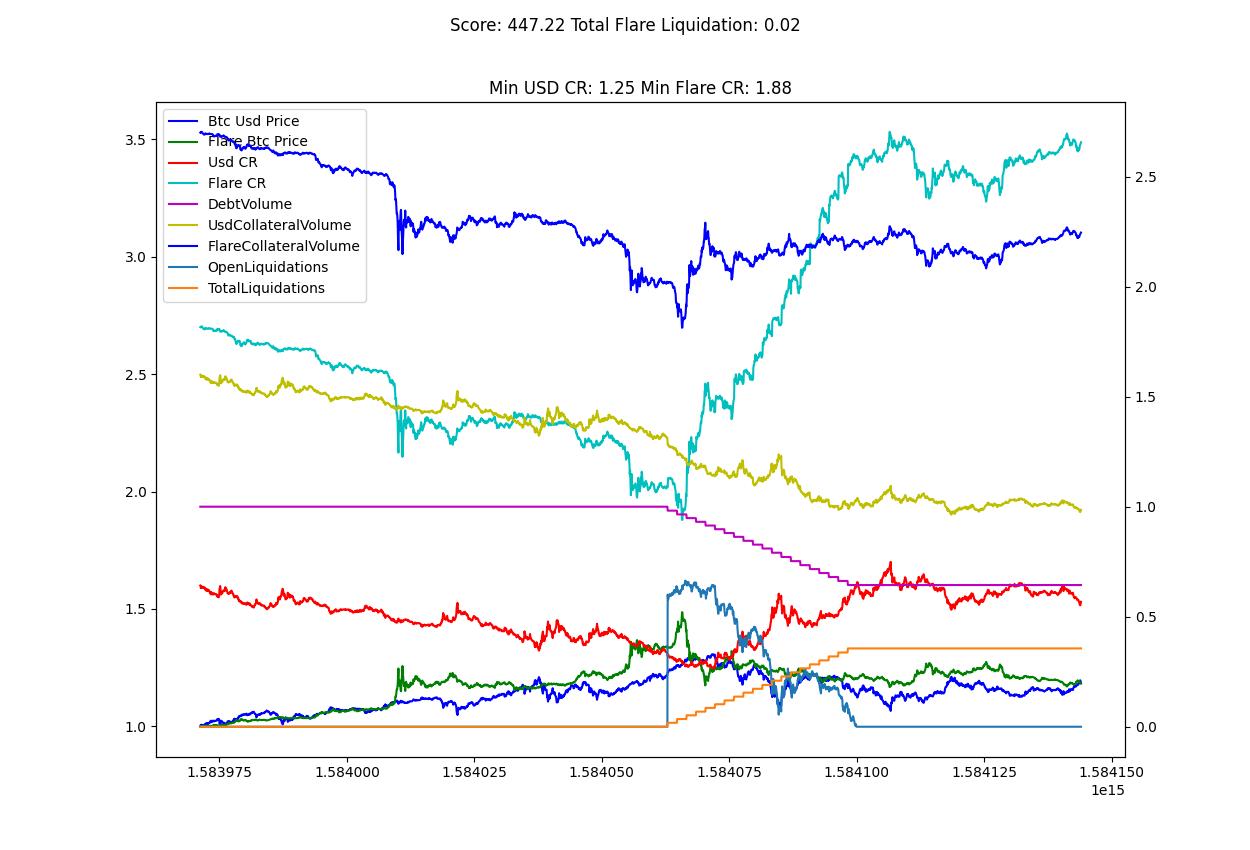 Score: 447.22 Total Flare Liquidation: 0.02
Min USD CR: 1.25 Min Flare CR: 1.88
Btc Usd Price
Flare Btc Price
Usd CR
Flare CR
DebtVolume
UsdCollateralVolume
FlareCollateralVolume
OpenLiquidations
TotalLiquidations
3.5
3.0
2.5
2.0
1.5
1.0
2.5
2.0
1.5
1.0
0.5
0.0
1.583975 1.584000 1.584025 1.584050 1.584075 1.584100 1.584125 1.584150
1e15